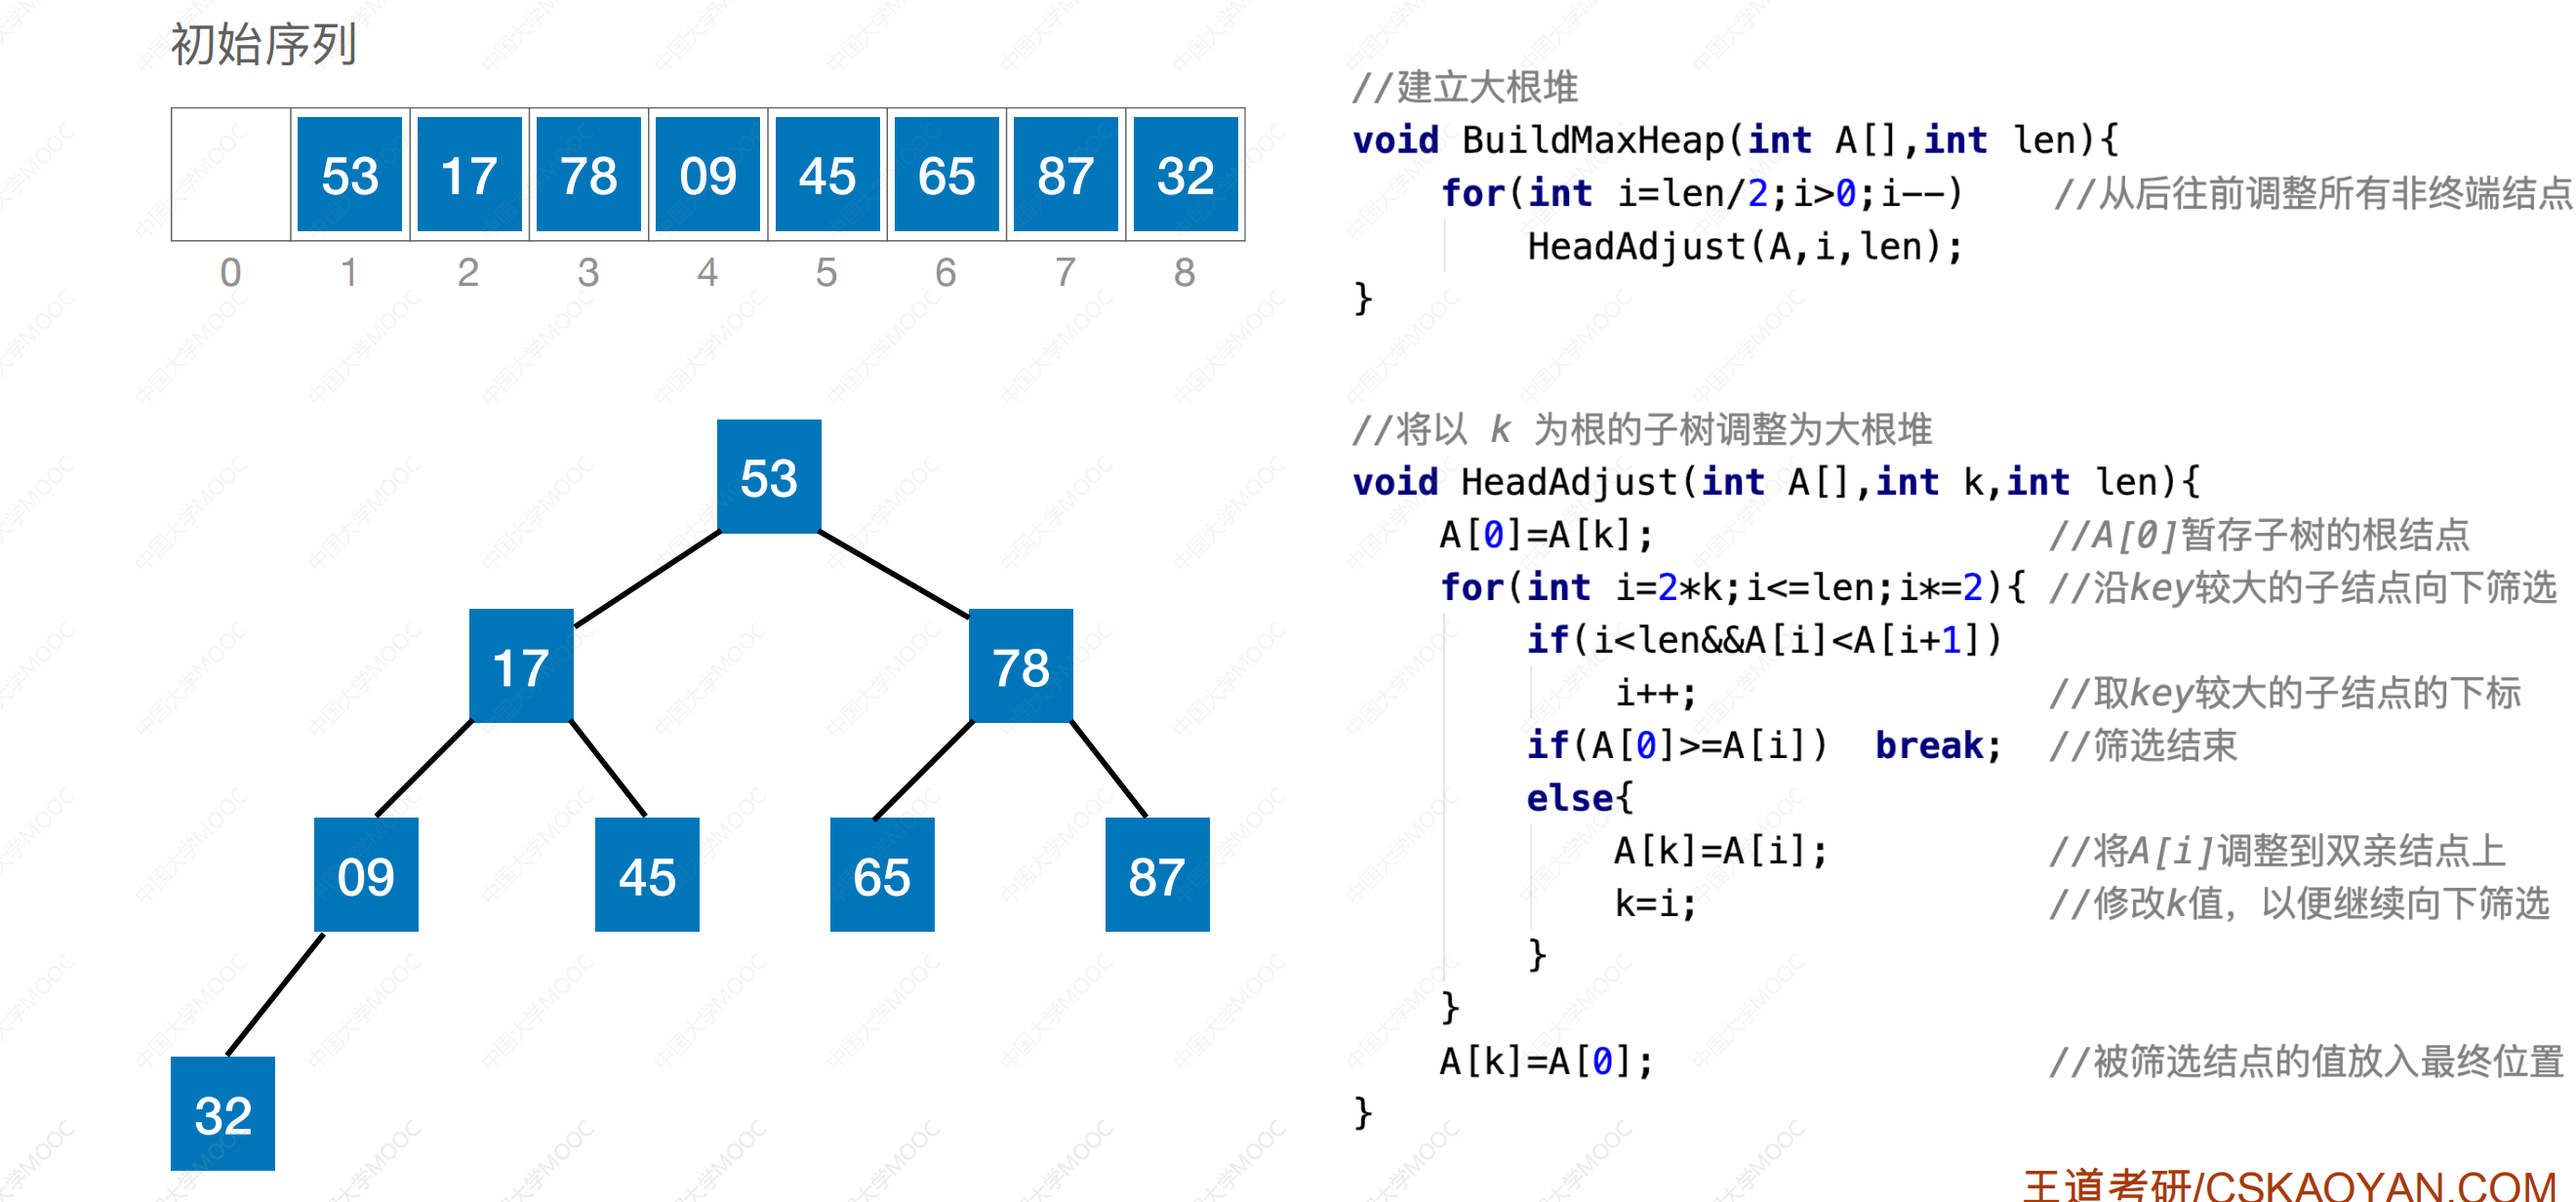 初始序列
53 17 78 09 45 65 87 32
0 1 2 3 4 5 6 7 8
53
17 78
09 45 65 87
32
//建立大根堆
void BuildMaxHeap(int A[],int len){
for(int i=len/2;i>0;i--) //从后往前调整所有非终端结点
HeadAdjust(A,i,len);
}
//将以 k 为根的子树调整为大根堆
void HeadAdjust(int A[],int k,int len){
A[0]=A[k]; //A[0]暂存子树的根结点
for(int i=2*k;i<=len;i*=2){ //沿key较大的子结点向下筛选
if(i<len&&A[i]<A[i+1])
i++; //取key较大的子结点的下标
if(A[0]>=A[i]) break; //筛选结束
else{
A[k]=A[i]; //将A[i]调整到双亲结点上
k=i; //修改k值，以便继续向下筛选
}
}
A[k]=A[0]; //被筛选结点的值放入最终位置
}
王道考研/CSKAOYAN.COM
中国大学MOOC